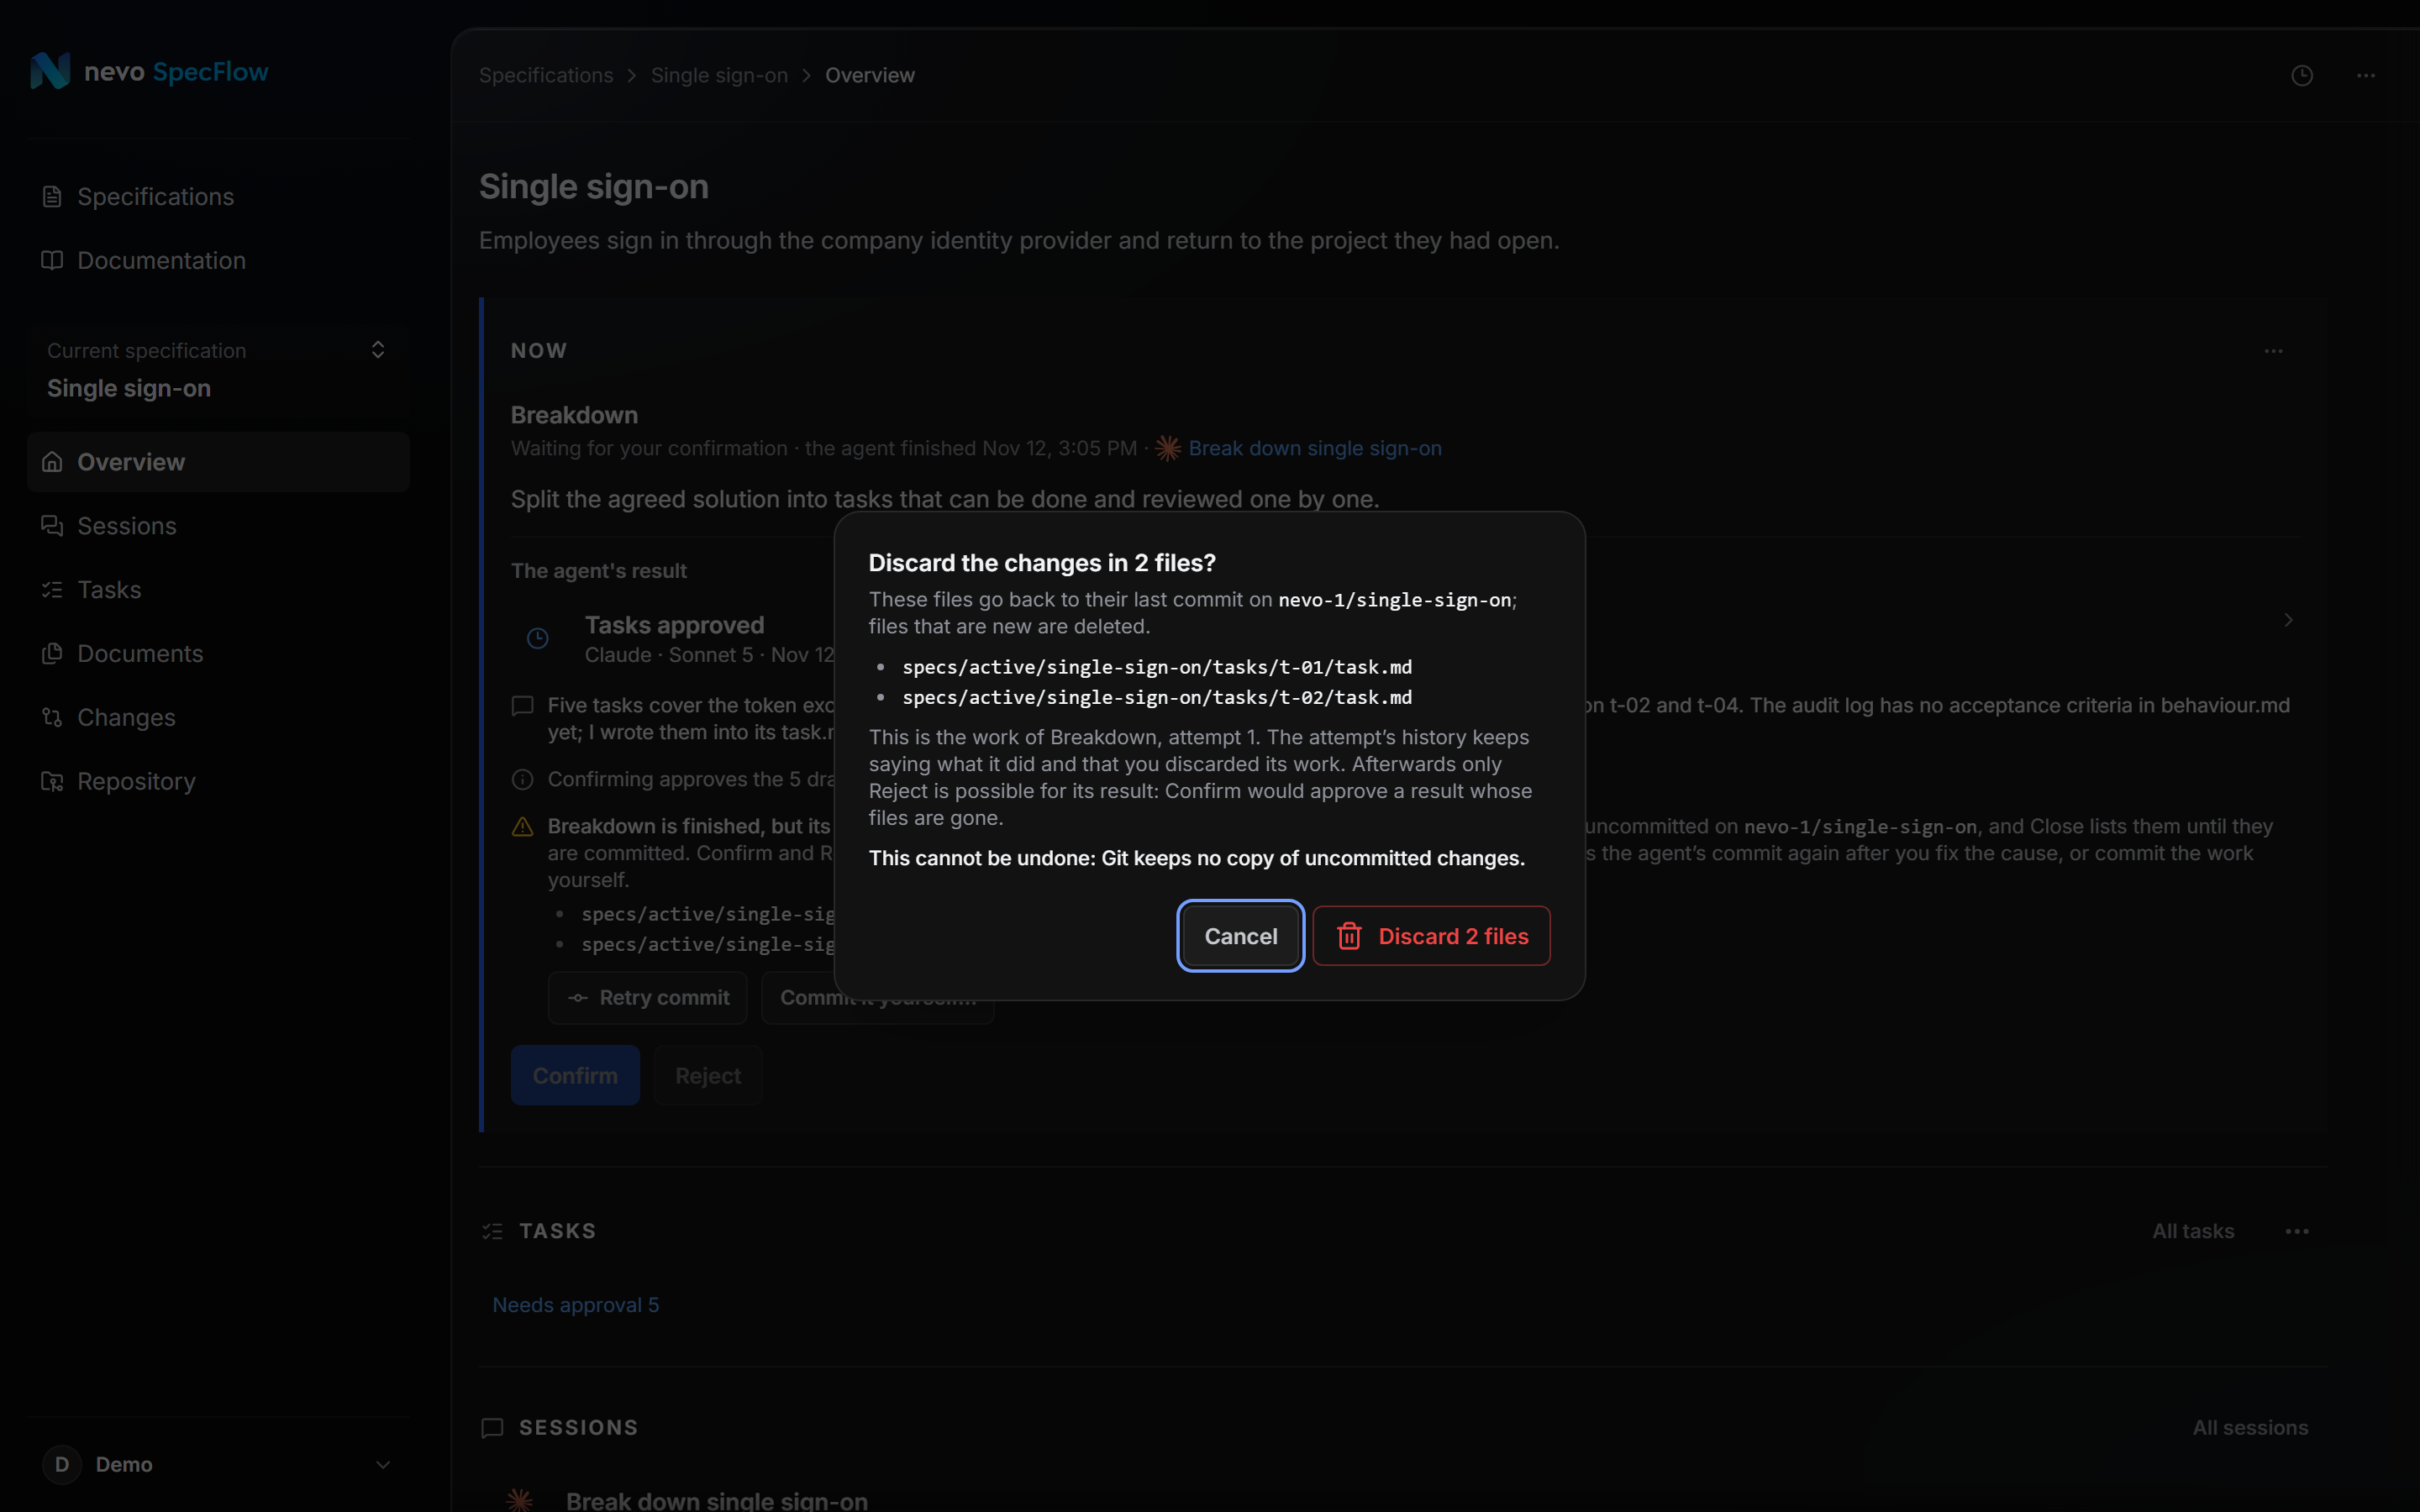 nevo SpecFlow
Specifications
Documentation
Current specification
Single sign-on
Overview
Sessions
Tasks
Documents
Changes
Repository
D Demo
Specifications > Single sign-on > Overview
Single sign-on
Employees sign in through the company identity provider and return to the project they had open.
NOW
Breakdown
Waiting for your confirmation · the agent finished Nov 12, 3:05 PM · Break down single sign-on
Split the agreed solution into tasks that can be done and reviewed one by one.
The agent's result
Tasks approved
Claude · Sonnet 5 · Nov 12
Five tasks cover the token on t-02 and t-04. The audit log has no acceptance criteria in behaviour.md
yet; I wrote them into its
Confirming approves the 5
Breakdown is finished, but its uncommitted on nevo-1/single-sign-on, and Close lists them until they
are committed. Confirm and the agent's commit again after you fix the cause, or commit the work
yourself.
Retry commit
Confirm
Reject
Discard the changes in 2 files?
These files go back to their last commit on nevo-1/single-sign-on;
files that are new are deleted.
• specs/active/single-sign-on/tasks/t-01/task.md
• specs/active/single-sign-on/tasks/t-02/task.md
This is the work of Breakdown, attempt 1. The attempt’s history keeps
saying what it did and that you discarded its work. Afterwards only
Reject is possible for its result: Confirm would approve a result whose
files are gone.
This cannot be undone: Git keeps no copy of uncommitted changes.
Cancel
Discard 2 files
TASKS
All tasks
Needs approval 5
SESSIONS
All sessions
Break down single sign-on